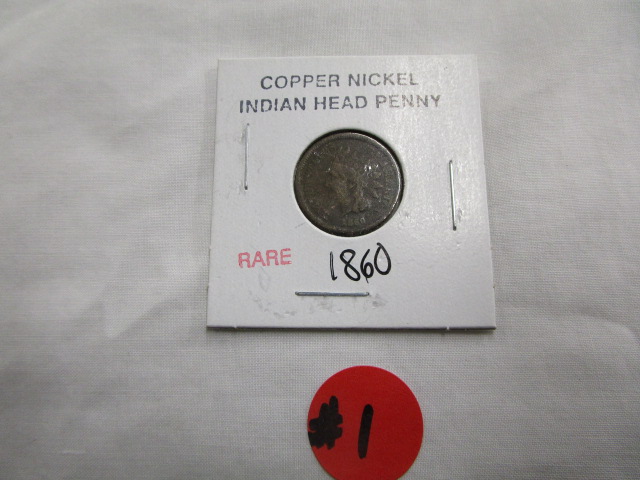 COPPER NICKEL
INDIAN HEAD PENNY
RARE 1860
#1